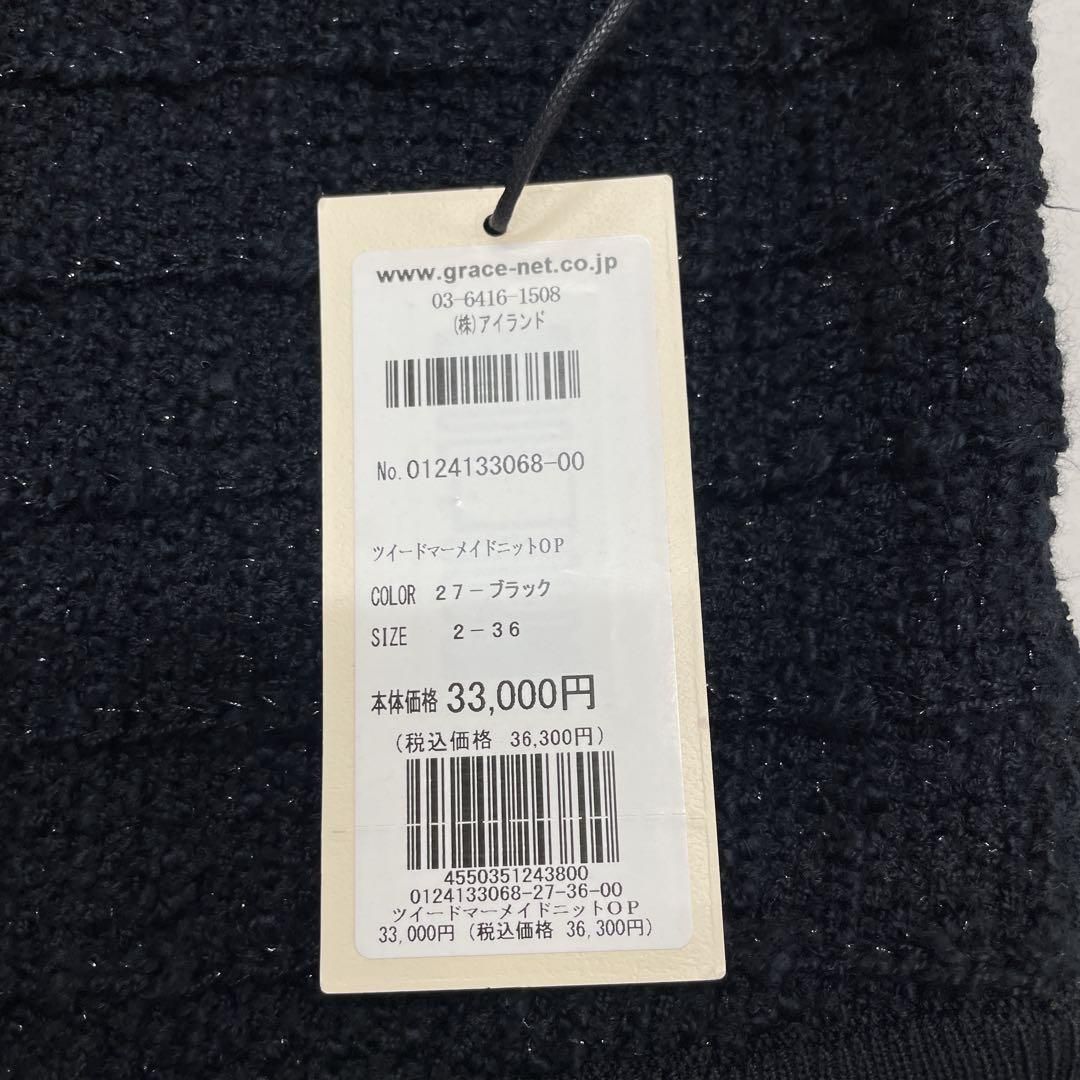 www.grace-net.co.jp
03-6416-1508
(株)アイランド
No.0124133068-00
ツイードマーメイドニットOP
COLOR 27-ブラック
SIZE 2-36
本体価格 33,000円
(税込価格 36,300円)
4550351243800
0124133068-27-36-00
ツイードマーメイドニットOP
33,000円 (税込価格 36,300円)